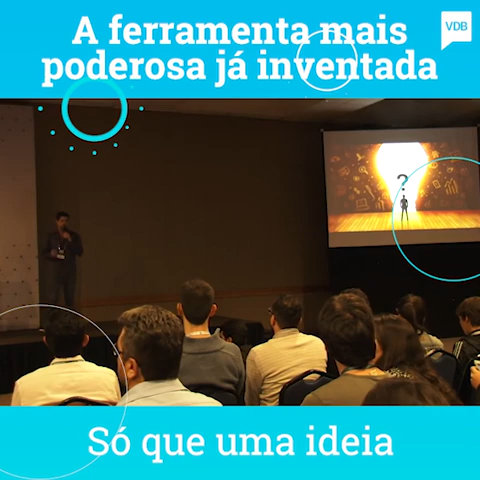 A ferramenta mais
poderosa já inventada
VDB
?
Só que uma ideia